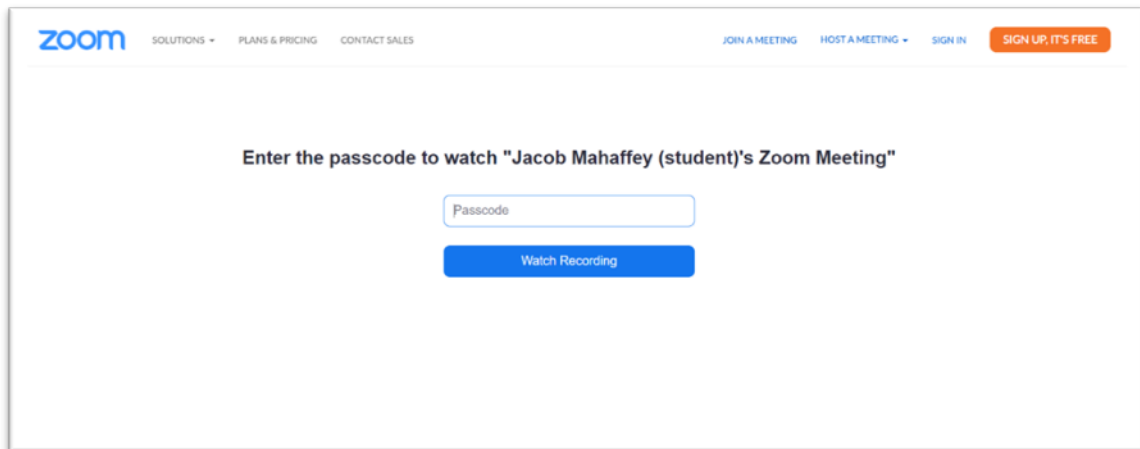 zoom SOLUTIONS PLANS & PRICING CONTACT SALES JOIN A MEETING HOST A MEETING SIGN IN SIGN UP, IT'S FREE
Enter the passcode to watch "Jacob Mahaffey (student)'s Zoom Meeting"
Passcode
Watch Recording